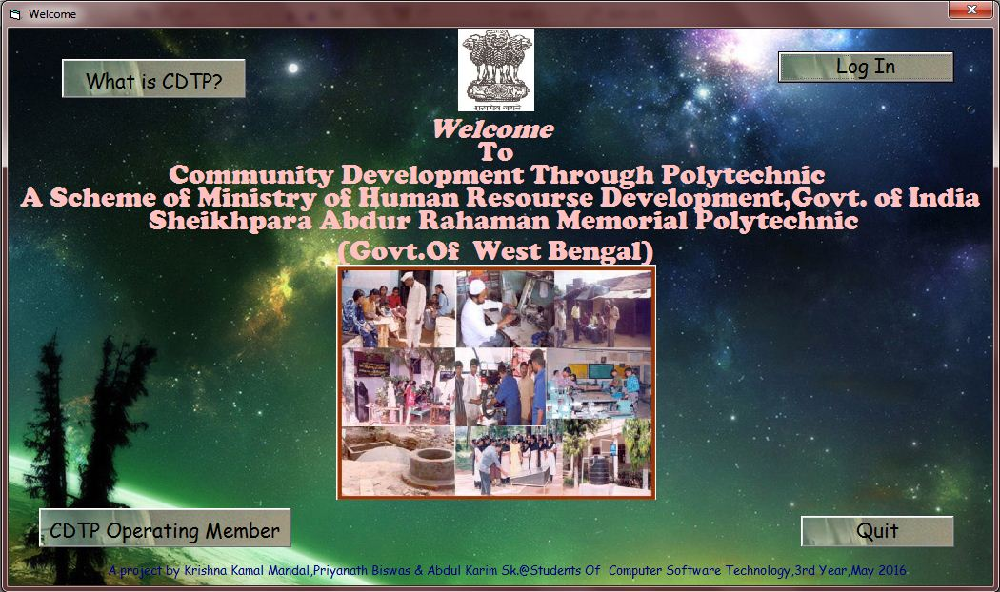 Welcome
What is CDTP?
Log In
सत्यमेव जयते
Welcome
To
Community Development Through Polytechnic
A Scheme of Ministry of Human Resourse Development,Govt. of India
Sheikhpara Abdur Rahaman Memorial Polytechnic
(Govt.Of West Bengal)
CDTP Operating Member
Quit
A project by Krishna Kamal Mandal,Priyanath Biswas & Abdul Karim Sk.@Students Of Computer Software Technology,3rd Year,May 2016.